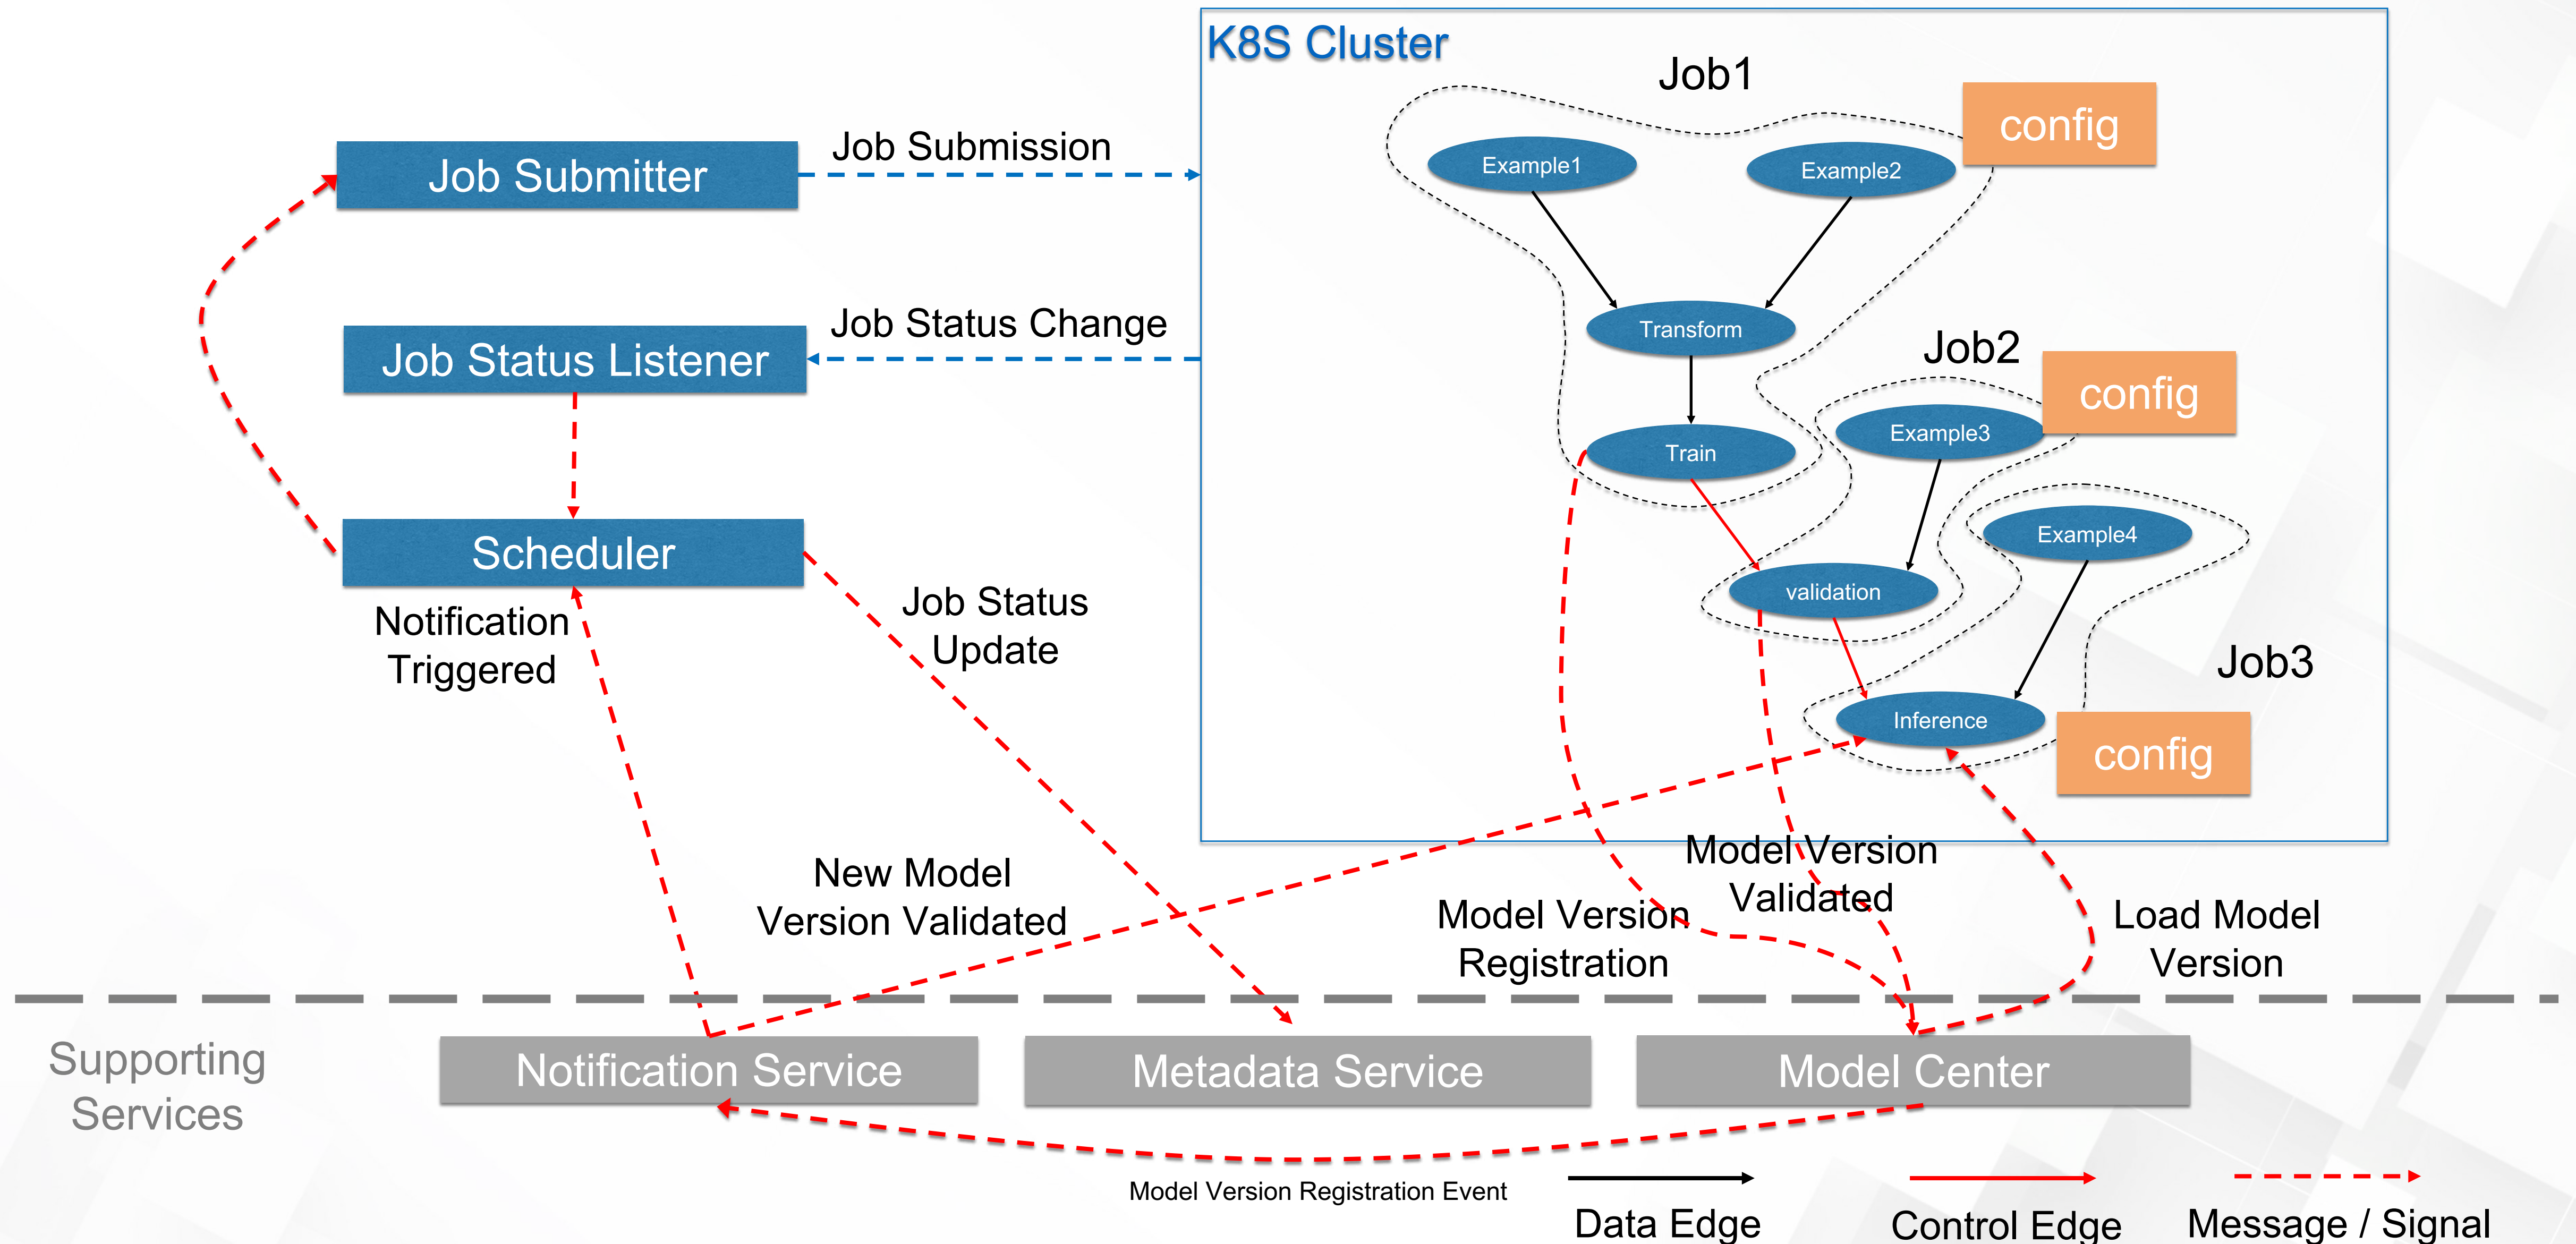 K8S Cluster
Job1
config
Example1
Example2
Job Submitter
Job Submission
Transform
Job Status Listener
Job Status Change
Job2
config
Example3
Train
Example4
Scheduler
validation
Notification
Triggered
Job Status
Update
Job3
Inference
config
New Model
Version Validated
Model Version
Validated
Model Version
Registration
Load Model
Version
Supporting
Services
Notification Service
Metadata Service
Model Center
Model Version Registration Event
Data Edge
Control Edge
Message / Signal